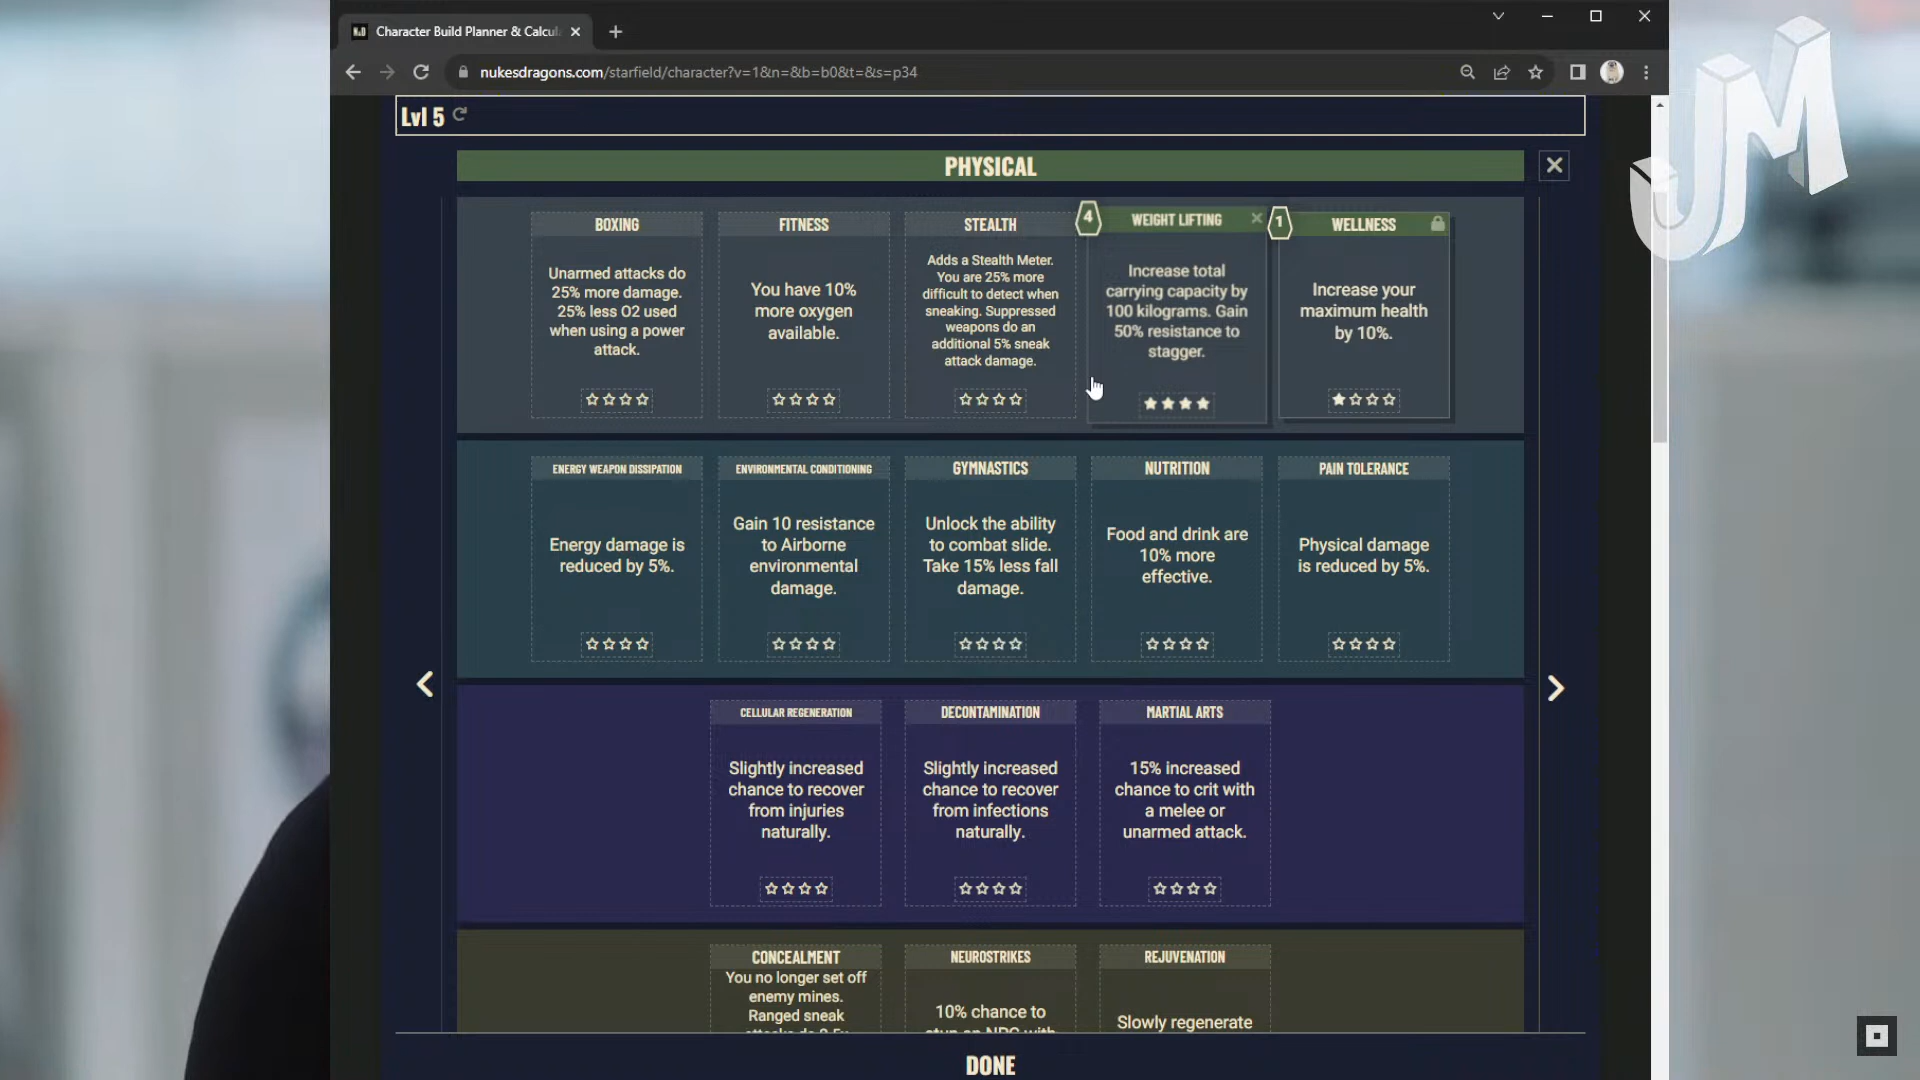 Character Build Planner & Calcul
nukesdragons.com/starfield/character?v=1&n=&b=b0&t=&s=p34
JM
Lvl 5
PHYSICAL
BOXING
Unarmed attacks do
25% more damage.
25% less O2 used
when using a power
attack.
FITNESS
You have 10%
more oxygen
available.
STEALTH
Adds a Stealth Meter.
You are 25% more
difficult to detect when
sneaking. Suppressed
weapons do an
additional 5% sneak
attack damage.
4
WEIGHT LIFTING
Increase total
carrying capacity by
100 kilograms. Gain
50% resistance to
stagger.
1
WELLNESS
Increase your
maximum health
by 10%.
ENERGY WEAPON DISSIPATION
Energy damage is
reduced by 5%.
ENVIRONMENTAL CONDITIONING
Gain 10 resistance
to Airborne
environmental
damage.
GYMNASTICS
Unlock the ability
to combat slide.
Take 15% less fall
damage.
NUTRITION
Food and drink are
10% more
effective.
PAIN TOLERANCE
Physical damage
is reduced by 5%.
CELLULAR REGENERATION
Slightly increased
chance to recover
from injuries
naturally.
DECONTAMINATION
Slightly increased
chance to recover
from infections
naturally.
MARTIAL ARTS
15% increased
chance to crit with
a melee or
unarmed attack.
CONCEALMENT
You no longer set off
enemy mines.
Ranged sneak
NEUROSTRIKES
10% chance to
REJUVENATION
Slowly regenerate
DONE